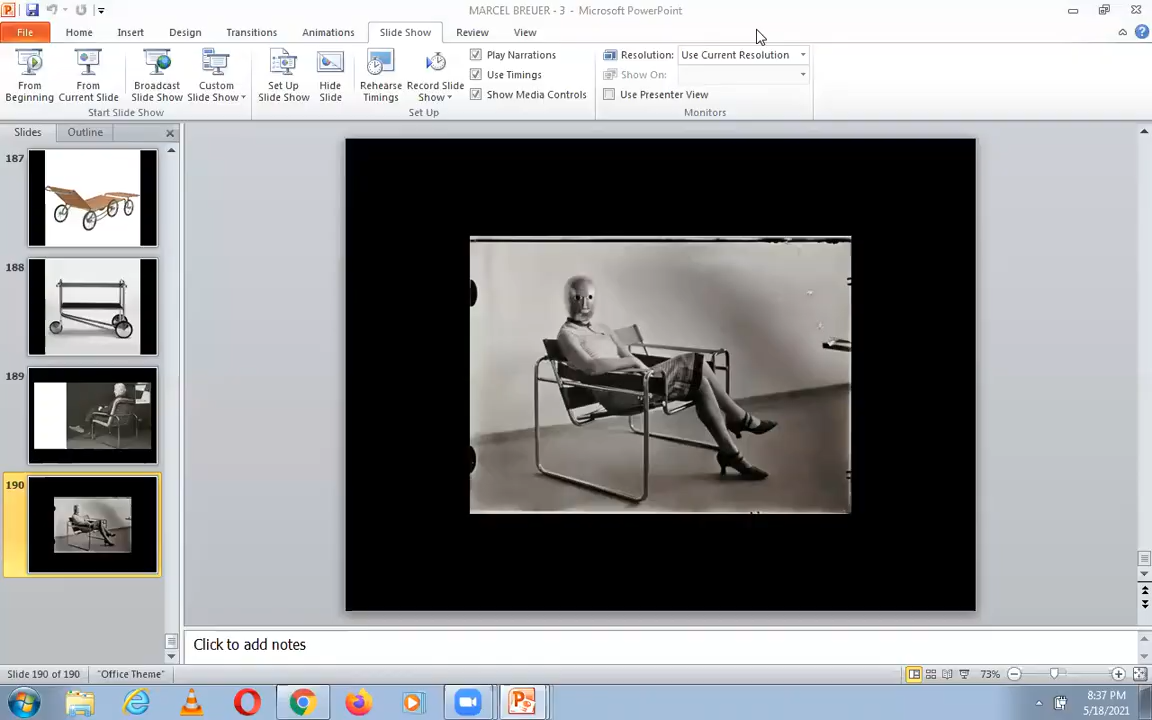 MARCEL BREUER - 3 - Microsoft PowerPoint
File Home Insert Design Transitions Animations Slide Show Review View
From Beginning
From Current Slide
Broadcast Slide Show
Custom Slide Show
Set Up Slide Show
Hide Slide
Rehearse Timings
Record Slide Show
Play Narrations
Use Timings
Show Media Controls
Resolution: Use Current Resolution
Show On:
Use Presenter View
Start Slide Show
Set Up
Monitors
Slides Outline
187
188
189
190
Click to add notes
Slide 190 of 190 "Office Theme" 73%
8:37 PM
5/18/2021